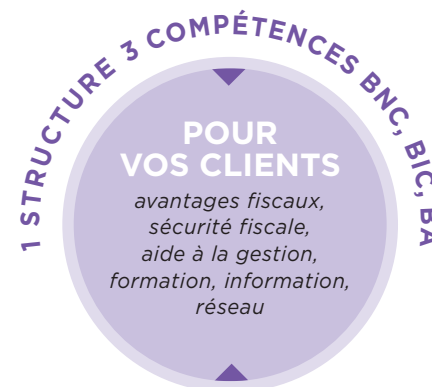 1 STRUCTURE 3 COMPÉTENCES BNC, BIC, BA
POUR
VOS CLIENTS
avantages fiscaux,
sécurité fiscale,
aide à la gestion,
formation, information,
réseau